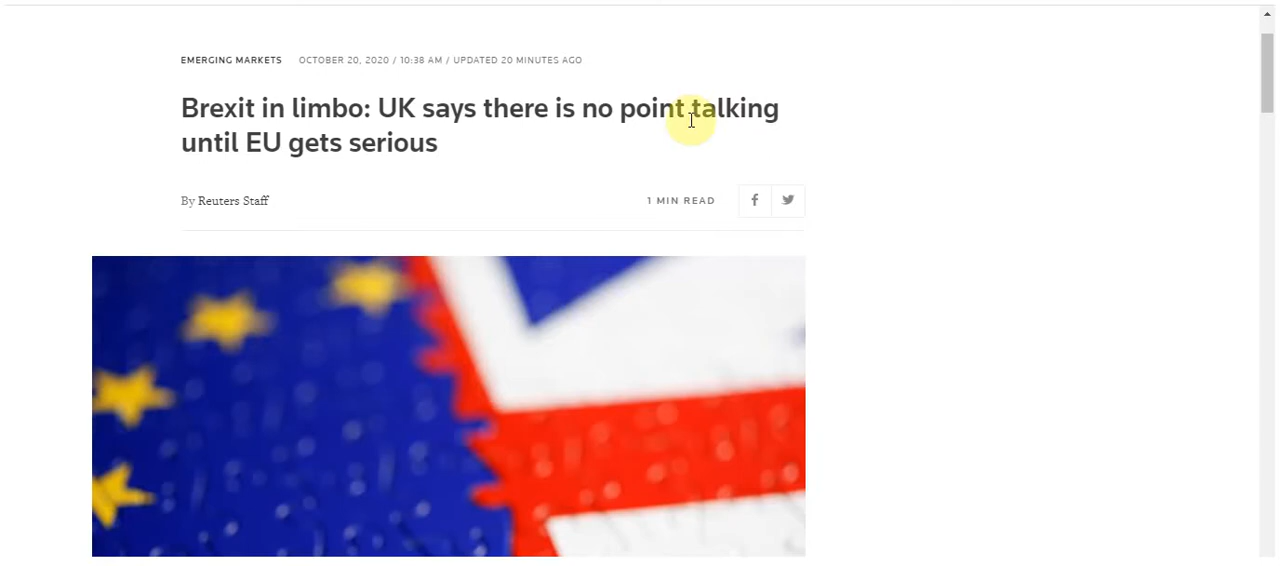 EMERGING MARKETS OCTOBER 20, 2020 / 10:38 AM / UPDATED 20 MINUTES AGO
Brexit in limbo: UK says there is no point talking
until EU gets serious
By Reuters Staff 1 MIN READ